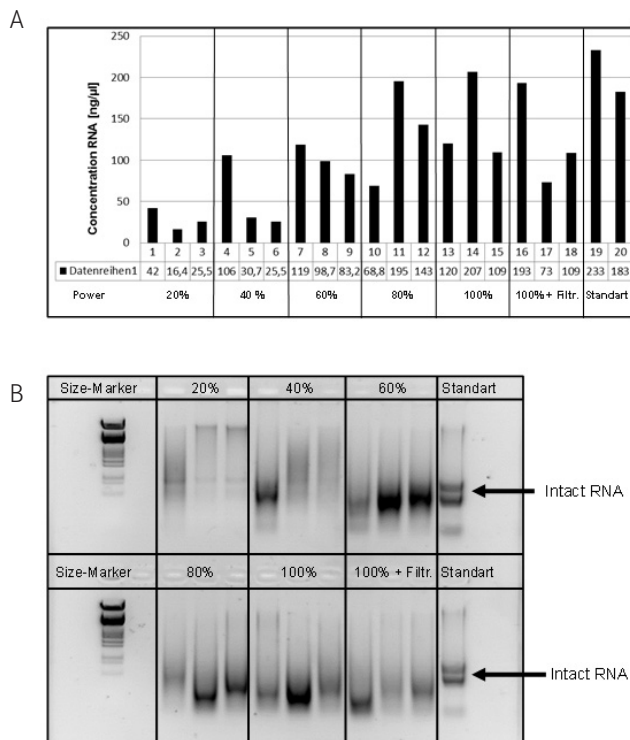 A
Concentration RNA [ng/µl]
250
200
150
100
50
0
1 2 3 4 5 6 7 8 9 10 11 12 13 14 15 16 17 18 19 20
Datenreihen1 42 16,4 25,5 106 30,7 25,5 119 98,7 83,2 68,8 195 143 120 207 109 193 73 109 233 183
Power 20% 40 % 60% 80% 100% 100% + Filtr. Standart
B
Size-Marker 20% 40% 60% Standart
Intact RNA
Size-Marker 80% 100% 100% + Filtr. Standart
Intact RNA